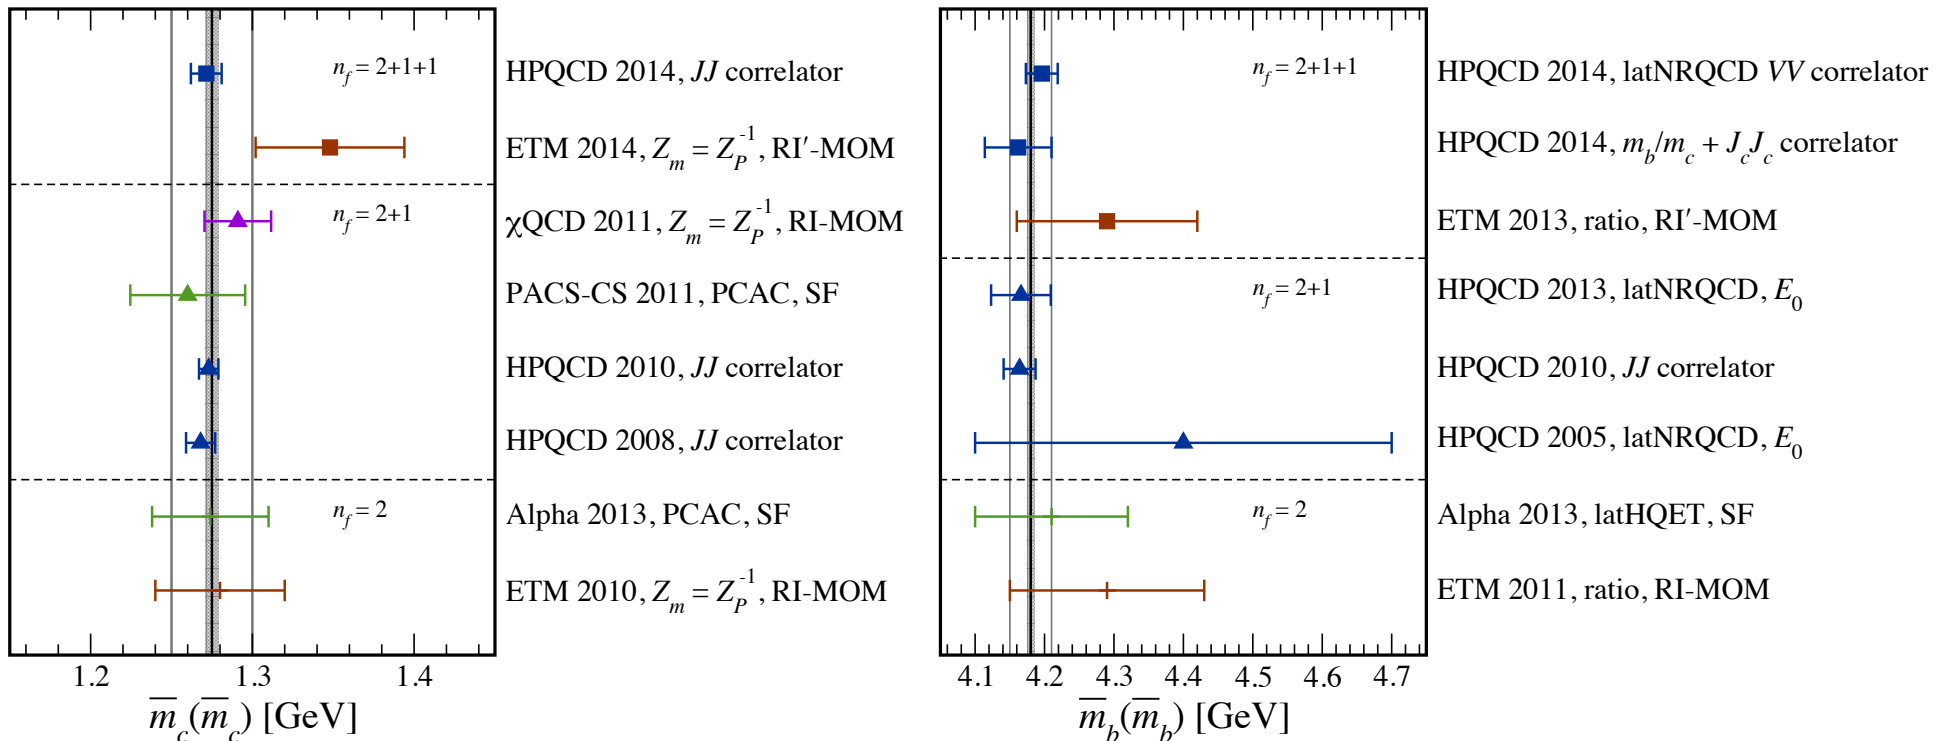 n_f = 2+1+1
HPQCD 2014, JJ correlator
ETM 2014, Z_m = Z_P^{-1}, RI′-MOM
n_f = 2+1
χQCD 2011, Z_m = Z_P^{-1}, RI-MOM
PACS-CS 2011, PCAC, SF
HPQCD 2010, JJ correlator
HPQCD 2008, JJ correlator
n_f = 2
Alpha 2013, PCAC, SF
ETM 2010, Z_m = Z_P^{-1}, RI-MOM
1.2 1.3 1.4
m̅_c(m̅_c) [GeV]
n_f = 2+1+1
HPQCD 2014, latNRQCD VV correlator
HPQCD 2014, m_b/m_c + J_cJ_c correlator
ETM 2013, ratio, RI′-MOM
n_f = 2+1
HPQCD 2013, latNRQCD, E_0
HPQCD 2010, JJ correlator
HPQCD 2005, latNRQCD, E_0
n_f = 2
Alpha 2013, latHQET, SF
ETM 2011, ratio, RI-MOM
4.1 4.2 4.3 4.4 4.5 4.6 4.7
m̅_b(m̅_b) [GeV]